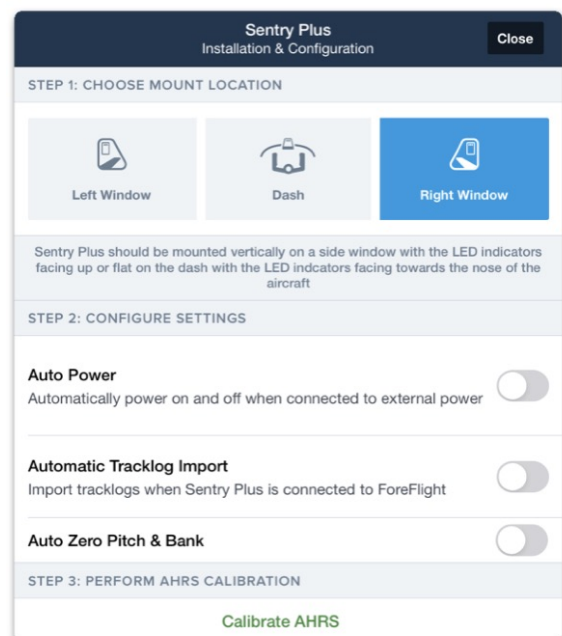 Sentry Plus
Installation & Configuration
Close
STEP 1: CHOOSE MOUNT LOCATION
Left Window
Dash
Right Window
Sentry Plus should be mounted vertically on a side window with the LED indicators
facing up or flat on the dash with the LED indcators facing towards the nose of the
aircraft
STEP 2: CONFIGURE SETTINGS
Auto Power
Automatically power on and off when connected to external power
Automatic Tracklog Import
Import tracklogs when Sentry Plus is connected to ForeFlight
Auto Zero Pitch & Bank
STEP 3: PERFORM AHRS CALIBRATION
Calibrate AHRS